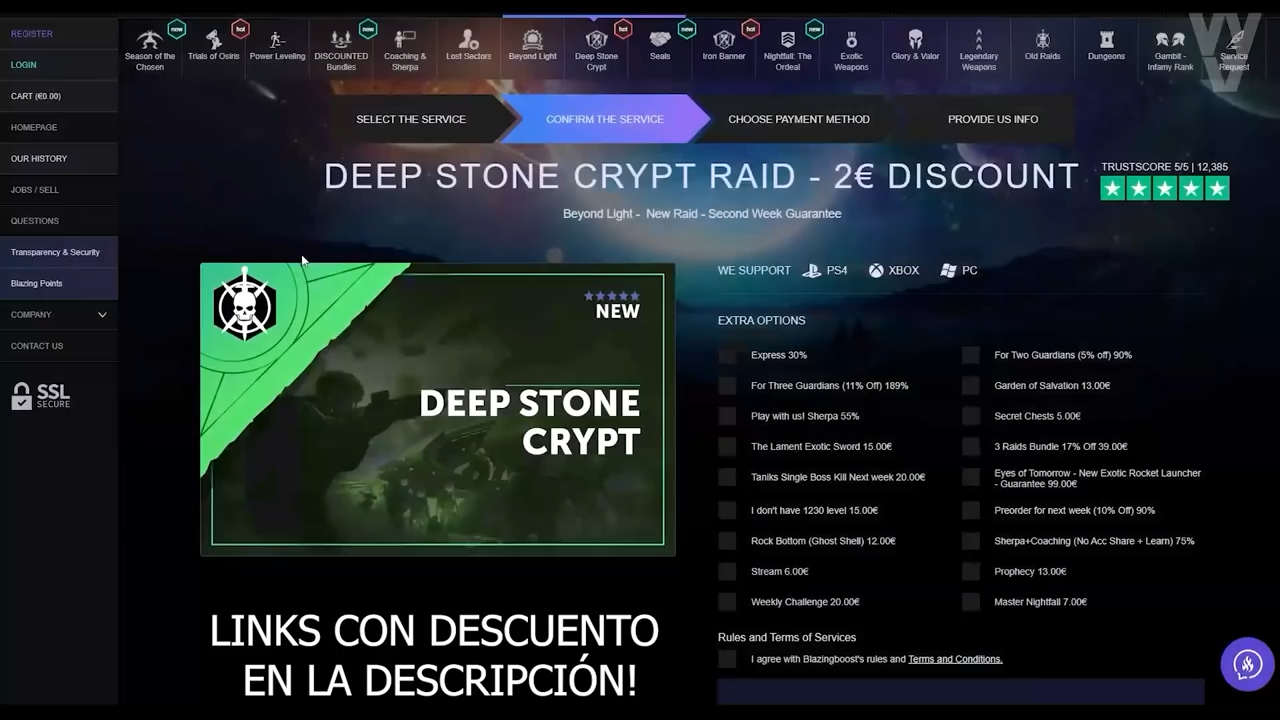 REGISTER
LOGIN
CART (€0.00)
HOMEPAGE
OUR HISTORY
JOBS / SELL
QUESTIONS
Transparency & Security
Blazing Points
COMPANY
CONTACT US
SSL
SECURE
new
hot
new
hot
new
hot
new
Season of the
Chosen
Trials of Osiris
Power Leveling
DISCOUNTED
Bundles
Coaching &
Sherpa
Lost Sectors
Beyond Light
Deep Stone
Crypt
Seals
Iron Banner
Nightfall: The
Ordeal
Exotic
Weapons
Glory & Valor
Legendary
Weapons
Old Raids
Dungeons
Gambit -
Infamy Rank
Service
Request
SELECT THE SERVICE
CONFIRM THE SERVICE
CHOOSE PAYMENT METHOD
PROVIDE US INFO
DEEP STONE CRYPT RAID - 2€ DISCOUNT
TRUSTSCORE 5/5 | 12,385
Beyond Light - New Raid - Second Week Guarantee
NEW
DEEP STONE
CRYPT
WE SUPPORT PS4 XBOX PC
EXTRA OPTIONS
Express 30%
For Two Guardians (5% off) 90%
For Three Guardians (11% Off) 189%
Garden of Salvation 13.00€
Play with us! Sherpa 55%
Secret Chests 5.00€
The Lament Exotic Sword 15.00€
3 Raids Bundle 17% Off 39.00€
Taniks Single Boss Kill Next week 20.00€
Eyes of Tomorrow - New Exotic Rocket Launcher
- Guarantee 99.00€
I don't have 1230 level 15.00€
Preorder for next week (10% Off) 90%
Rock Bottom (Ghost Shell) 12.00€
Sherpa+Coaching (No Acc Share + Learn) 75%
Stream 6.00€
Prophecy 13.00€
Weekly Challenge 20.00€
Master Nightfall 7.00€
Rules and Terms of Services
I agree with Blazingboost's rules and Terms and Conditions.
LINKS CON DESCUENTO
EN LA DESCRIPCIÓN!